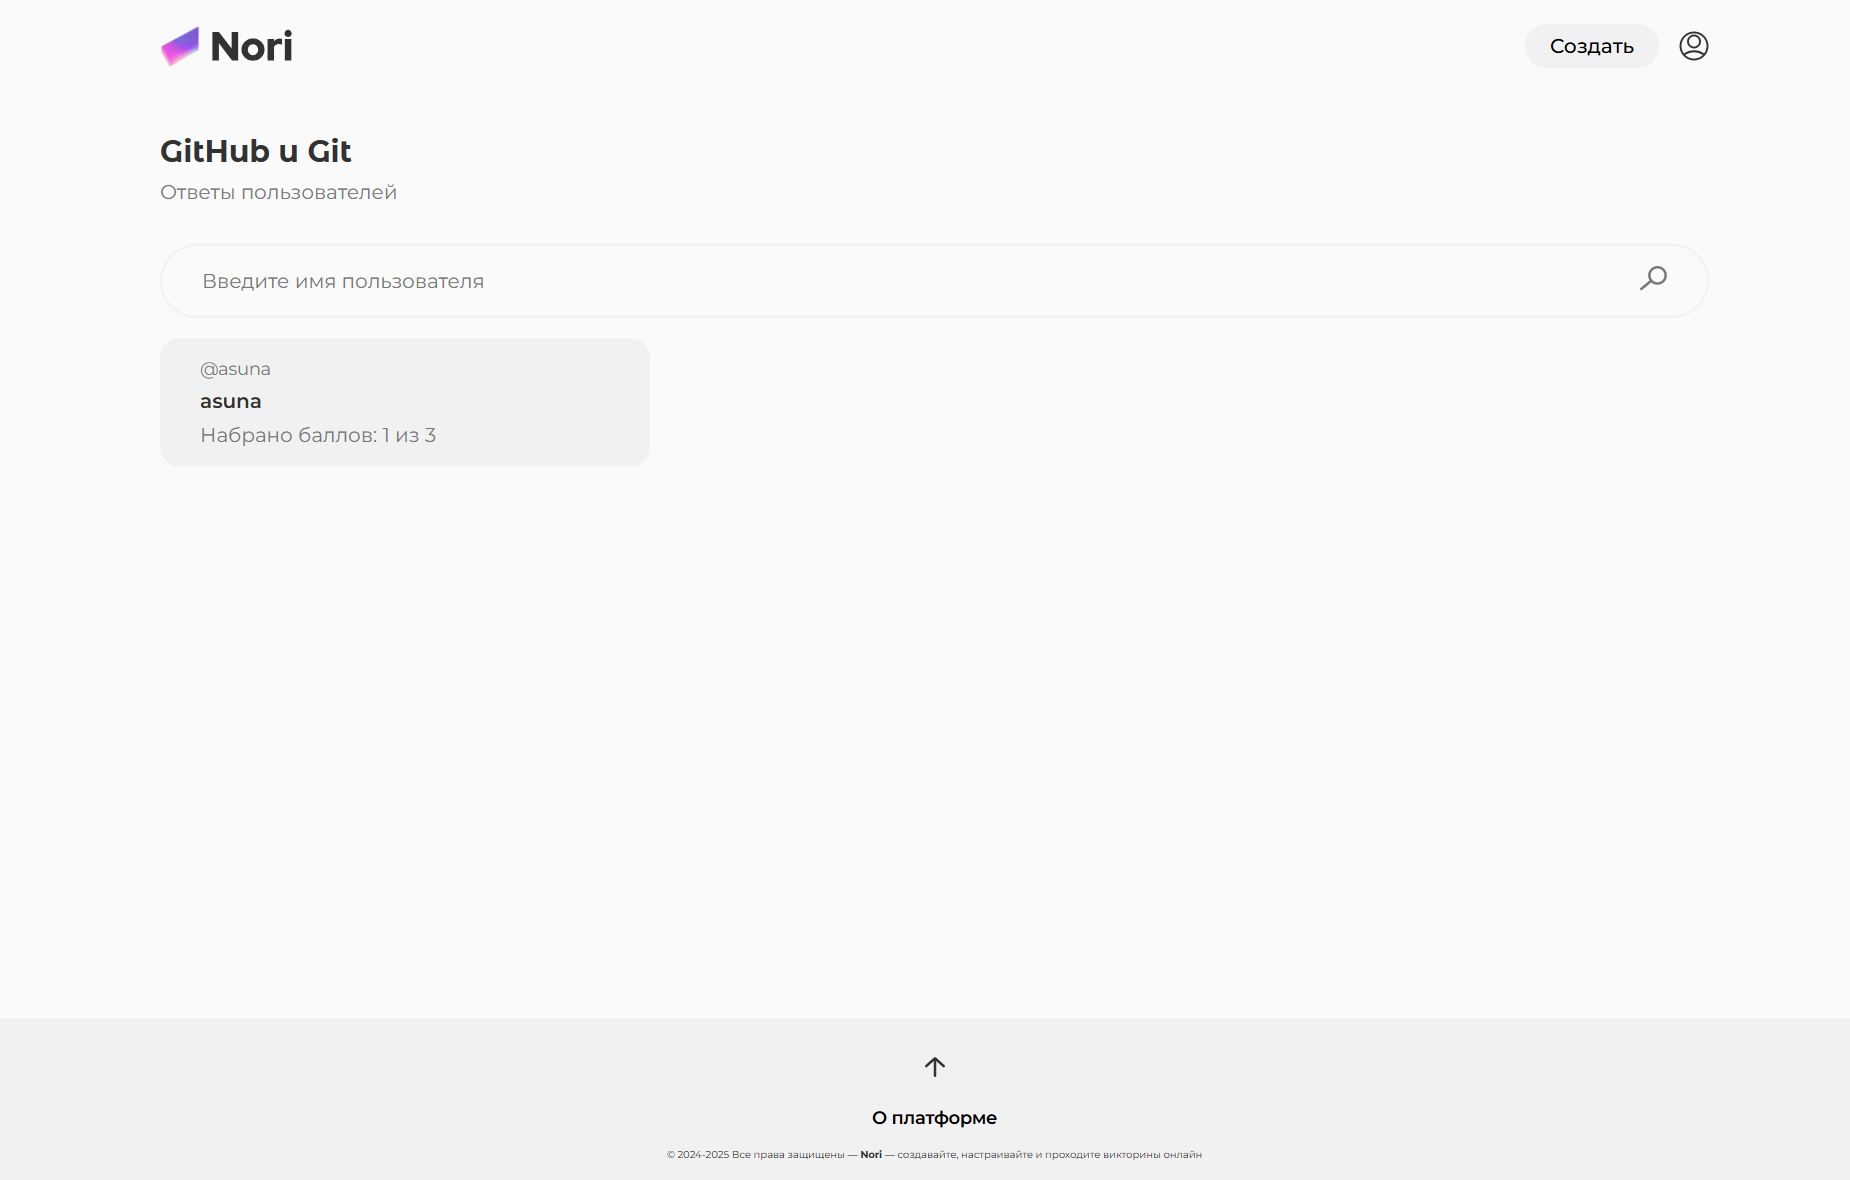 Nori
Создать
GitHub и Git
Ответы пользователей
Введите имя пользователя
@asuna
asuna
Набрано баллов: 1 из 3
О платформе
© 2024-2025 Все права защищены — Nori — создавайте, настраивайте и проходите викторины онлайн